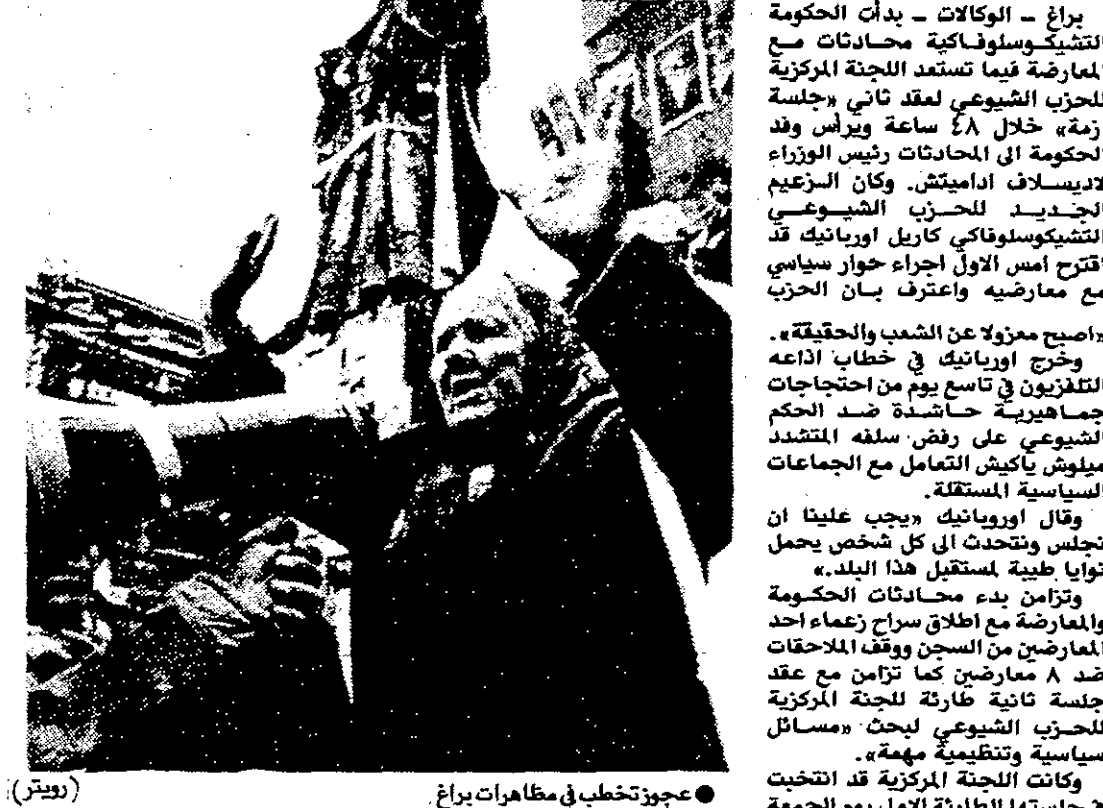 براغ - الوكالات - بدأت الحكومة
التشيكوسلوفاكية محادثات مع
المعارضة فيما تستعد اللجنة المركزية
للحزب الشيوعي لعقد ثاني «جلسة
زمة» خلال ٤٨ ساعة ويرأس وفد
الحكومة الى المحادثات رئيس الوزراء
لاديسلاف اداميتش. وكان الزعيم
الجديد للحزب الشيوعي
التشيكوسلوفاكي كاريل اوربانيك قد
اقترح امس الاول اجراء حوار سياسي
مع معارضيه واعترف بان الحزب
«اصبح معزولا عن الشعب والحقيقة».
وخرج اوربانيك في خطاب اذاعه
التلفزيون في تاسع يوم من احتجاجات
جماهيرية حاشدة ضد الحكم
الشيوعي على رفض سلفه المتشدد
ميلوش ياكيش التعامل مع الجماعات
السياسية المستقلة.
وقال اوروبانيك «يجب علينا ان
نجلس ونتحدث الى كل شخص يحمل
نوايا طيبة لمستقبل هذا البلد.»
وتزامن بدء محادثات الحكومة
والمعارضة مع اطلاق سراح زعماء احد
المعارضين من السجن ووقف الملاحقات
ضد ٨ معارضين كما تزامن مع عقد
جلسة ثانية طارئة للجنة المركزية
للحزب الشيوعي لبحث «مسائل
سياسية وتنظيمية مهمة».
وكانت اللجنة المركزية قد انتخبت
في جلستها الطارئة الاولى يوم الجمعة
● عجوز تخطب في مظاهرات براغ (رويتر)